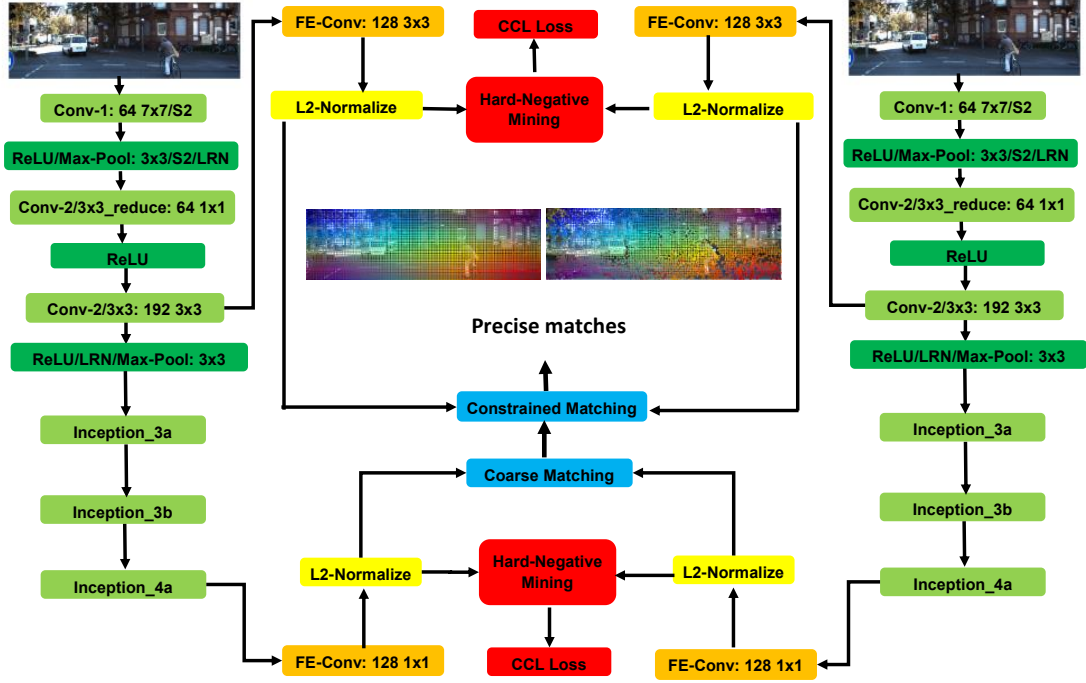 FE-Conv: 128 3x3
CCL Loss
FE-Conv: 128 3x3
Conv-1: 64 7x7/S2
L2-Normalize
Hard-Negative
Mining
L2-Normalize
Conv-1: 64 7x7/S2
ReLU/Max-Pool: 3x3/S2/LRN
ReLU/Max-Pool: 3x3/S2/LRN
Conv-2/3x3_reduce: 64 1x1
Conv-2/3x3_reduce: 64 1x1
ReLU
ReLU
Conv-2/3x3: 192 3x3
Conv-2/3x3: 192 3x3
Precise matches
ReLU/LRN/Max-Pool: 3x3
ReLU/LRN/Max-Pool: 3x3
Constrained Matching
Inception_3a
Inception_3a
Coarse Matching
Inception_3b
Inception_3b
L2-Normalize
Hard-Negative
Mining
L2-Normalize
Inception_4a
Inception_4a
FE-Conv: 128 1x1
CCL Loss
FE-Conv: 128 1x1